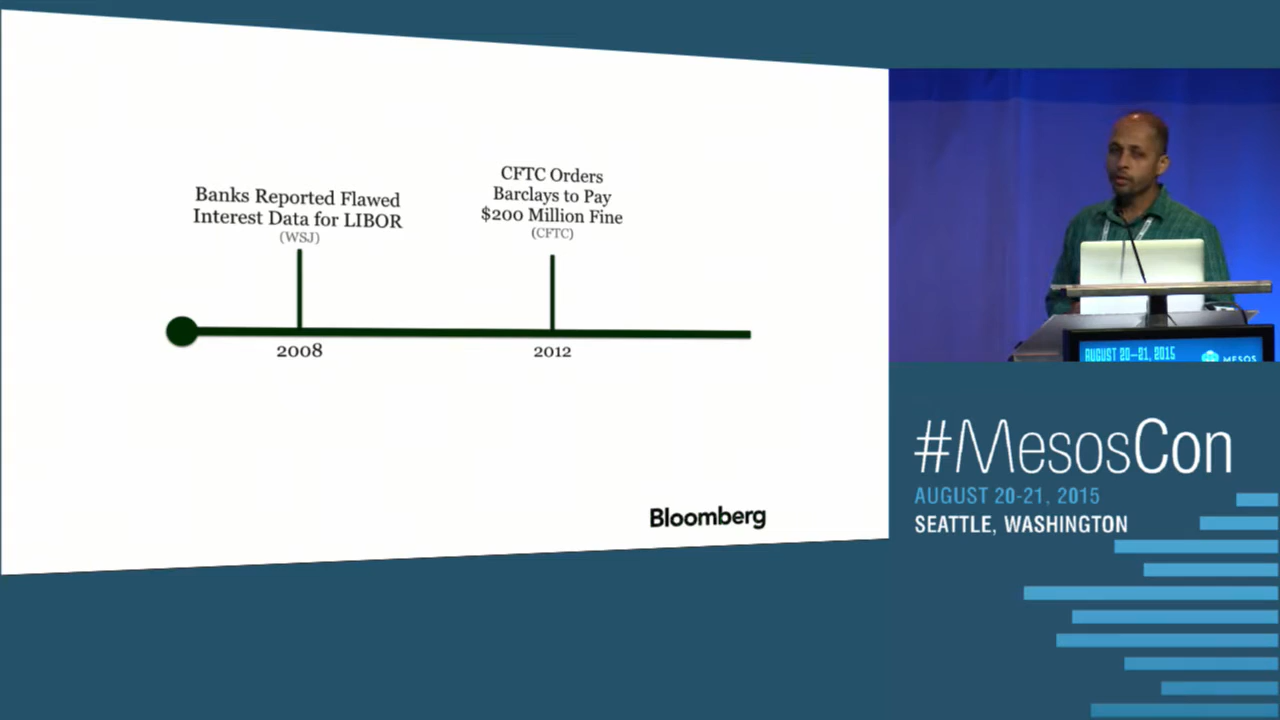 Banks Reported Flawed
Interest Data for LIBOR
(WSJ)
CFTC Orders
Barclays to Pay
$200 Million Fine
(CFTC)
2008
2012
Bloomberg
AUGUST 20–21, 2015
MESOS
#MesosCon
AUGUST 20-21, 2015
SEATTLE, WASHINGTON